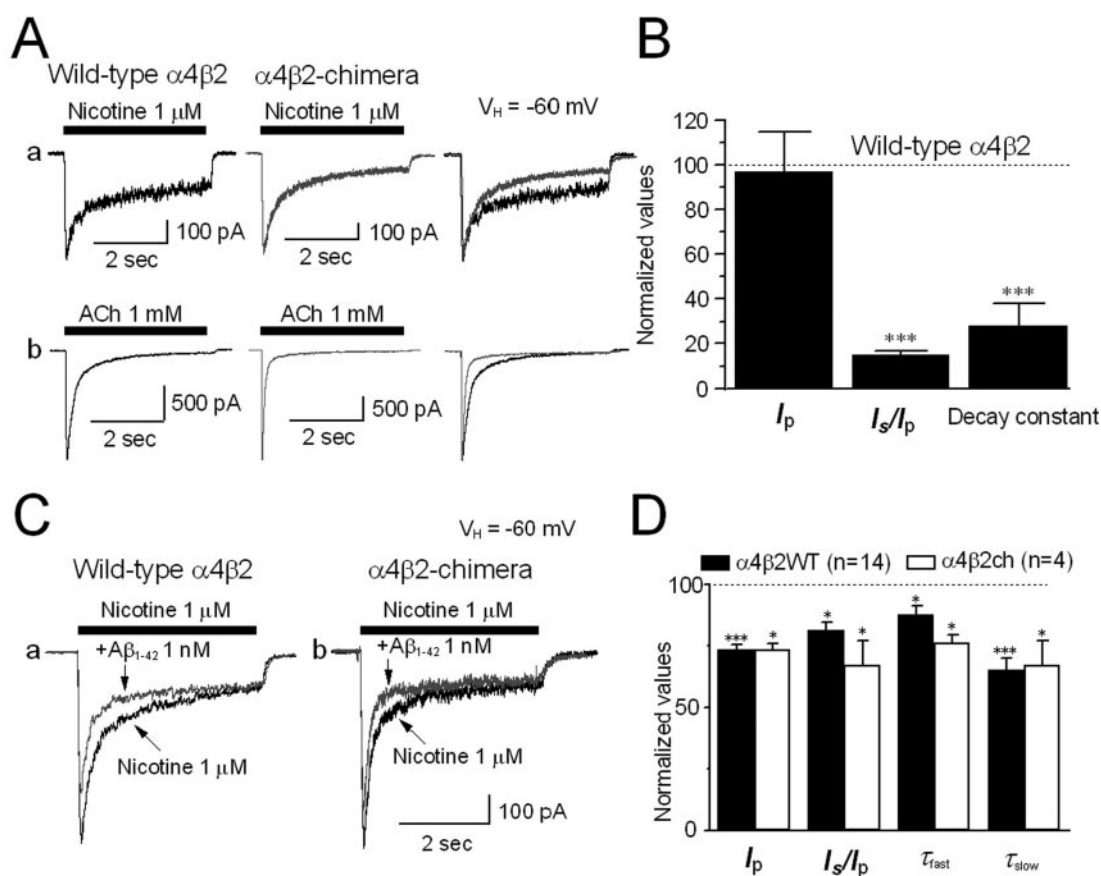 A
Wild-type α4β2
α4β2-chimera
Nicotine 1 μM
Nicotine 1 μM
V_H = -60 mV
a
100 pA
2 sec
100 pA
2 sec
ACh 1 mM
ACh 1 mM
b
500 pA
2 sec
500 pA
2 sec
B
Normalized values
120
100
80
60
40
20
0
Wild-type α4β2
***
***
I_p
I_s/I_p
Decay constant
C
V_H = -60 mV
Wild-type α4β2
α4β2-chimera
Nicotine 1 μM
Nicotine 1 μM
a
+Aβ₁₋₄₂ 1 nM
b
+Aβ₁₋₄₂ 1 nM
Nicotine 1 μM
Nicotine 1 μM
100 pA
2 sec
D
α4β2WT (n=14)
α4β2ch (n=4)
Normalized values
100
50
0
***
*
*
*
*
*
***
*
I_p
I_s/I_p
τ_fast
τ_slow